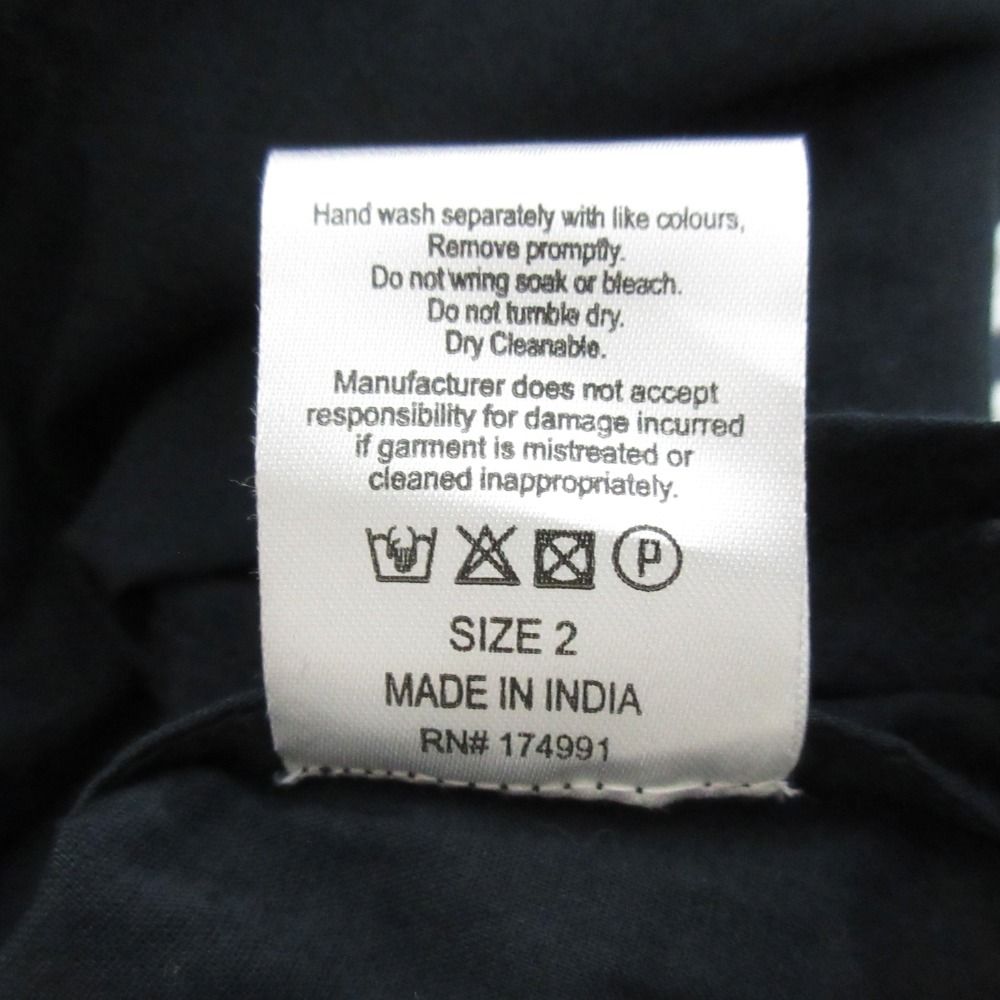 Hand wash separately with like colours,
Remove promptly.
Do not wring soak or bleach.
Do not tumble dry.
Dry Cleanable.
Manufacturer does not accept
responsibility for damage incurred
if garment is mistreated or
cleaned inappropriately.
P
SIZE 2
MADE IN INDIA
RN# 174991